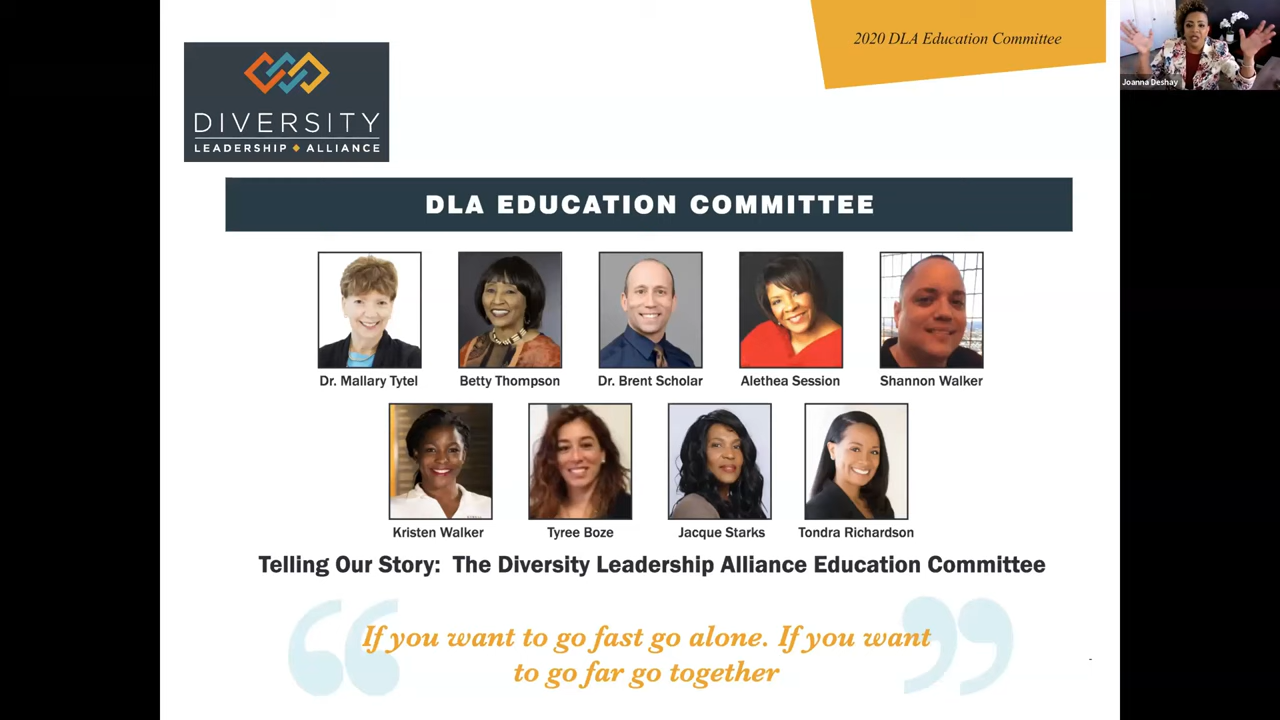 2020 DLA Education Committee
Joanna Deshay
DIVERSITY
LEADERSHIP ALLIANCE
DLA EDUCATION COMMITTEE
Dr. Mallary Tytel
Betty Thompson
Dr. Brent Scholar
Alethea Session
Shannon Walker
Kristen Walker
Tyree Boze
Jacque Starks
Tondra Richardson
Telling Our Story: The Diversity Leadership Alliance Education Committee
“If you want to go fast go alone. If you want
to go far go together”